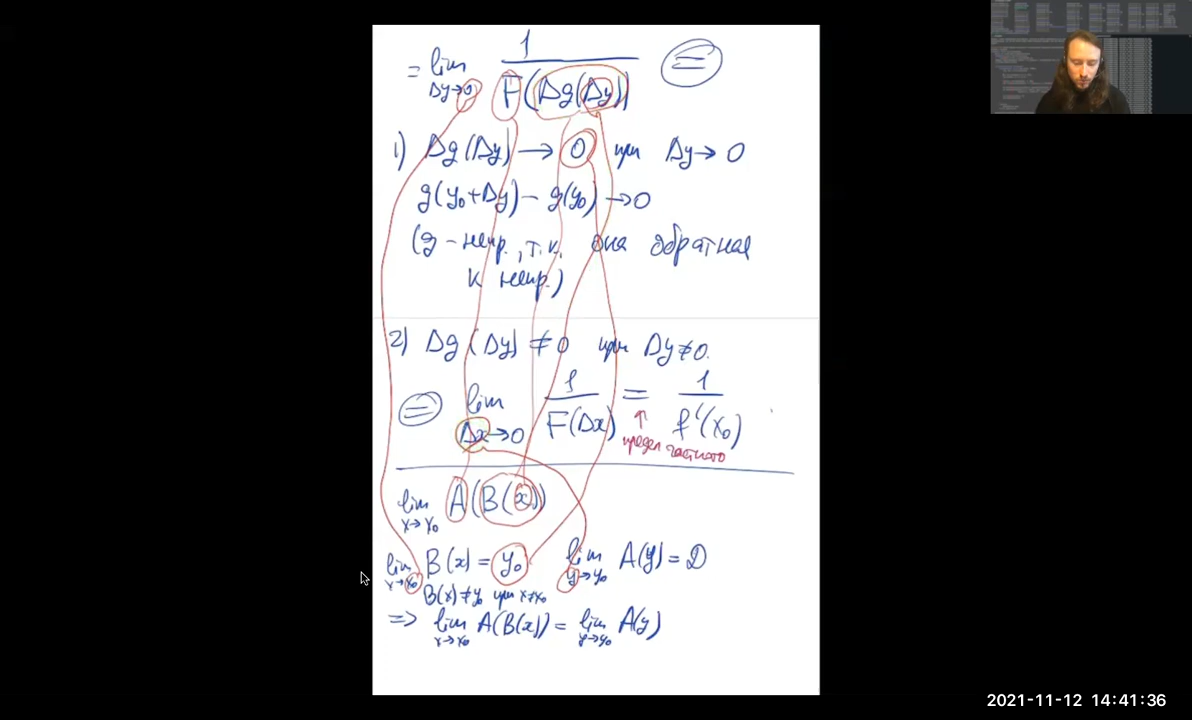 = lim Δy→0 1 / F(Δg(Δy)) =
1) Δg(Δy) → 0 при Δy → 0
g(y₀+Δy) − g(y₀) → 0
(g – непр., т.к. она обратная
к непр.)
2) Δg(Δy) ≠ 0 при Δy ≠ 0.
= lim Δx→0 1 / F(Δx) = 1 / f'(x₀)
↑ предел частного
lim x→x₀ A(B(x))
lim x→x₀ B(x) = y₀ lim y→y₀ A(y) = D
B(x) ≠ y₀ при x≠x₀
=> lim x→x₀ A(B(x)) = lim y→y₀ A(y)
2021-11-12 14:41:36